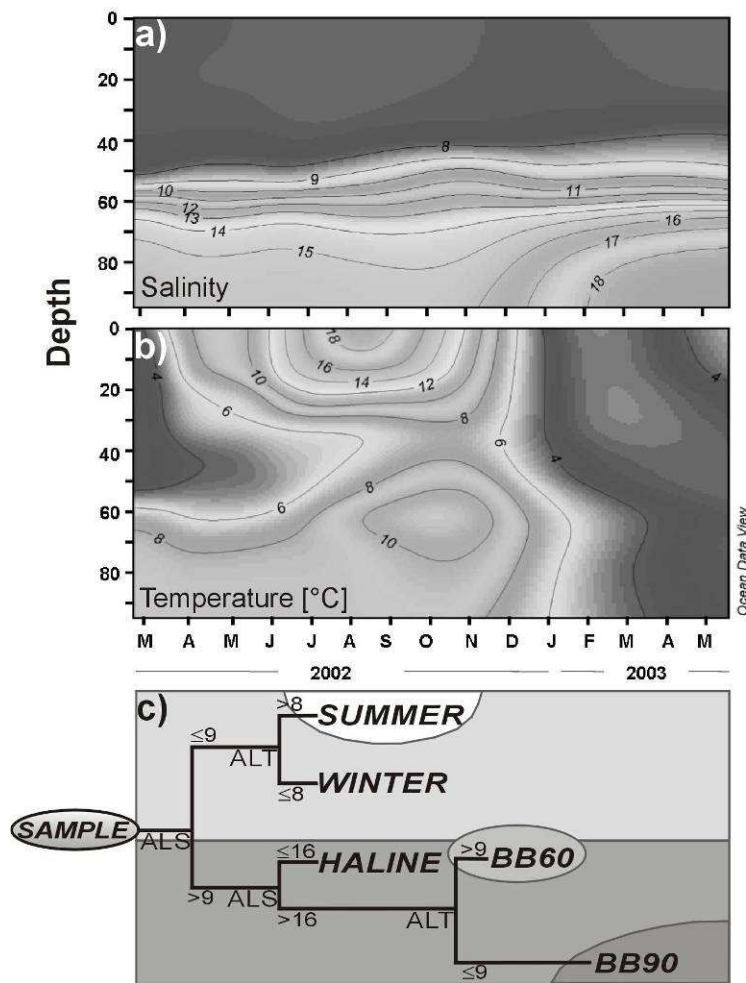 a)
0
20
40
60
80
8
9
10
11
12
13
14
15
16
17
18
Salinity
Depth
b)
0
20
40
60
80
4
6
10
18
16
14
12
8
6
4
4
8
6
8
10
Temperature [°C]
Ocean Data View
M A M J J A S O N D J F M A M
2002 2003
c)
>8 SUMMER
≤9
ALT
WINTER
≤8
SAMPLE
ALS
≤16 HALINE
>9 BB60
>9 ALS
>16
ALT
≤9 BB90